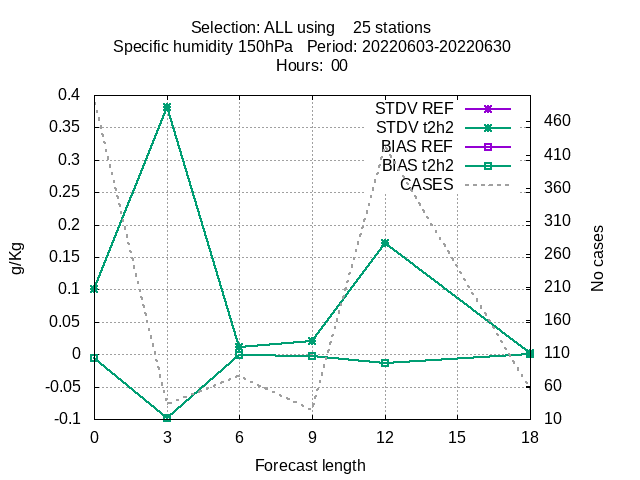 Selection: ALL using    25 stations
Specific humidity 150hPa   Period: 20220603-20220630
Hours:  00
0.4
0.35
0.3
0.25
0.2
0.15
0.1
0.05
0
-0.05
-0.1
g/Kg
STDV REF
STDV t2h2
BIAS REF
BIAS t2h2
CASES
460
410
360
310
260
210
160
110
60
10
No cases
0 3 6 9 12 15 18
Forecast length